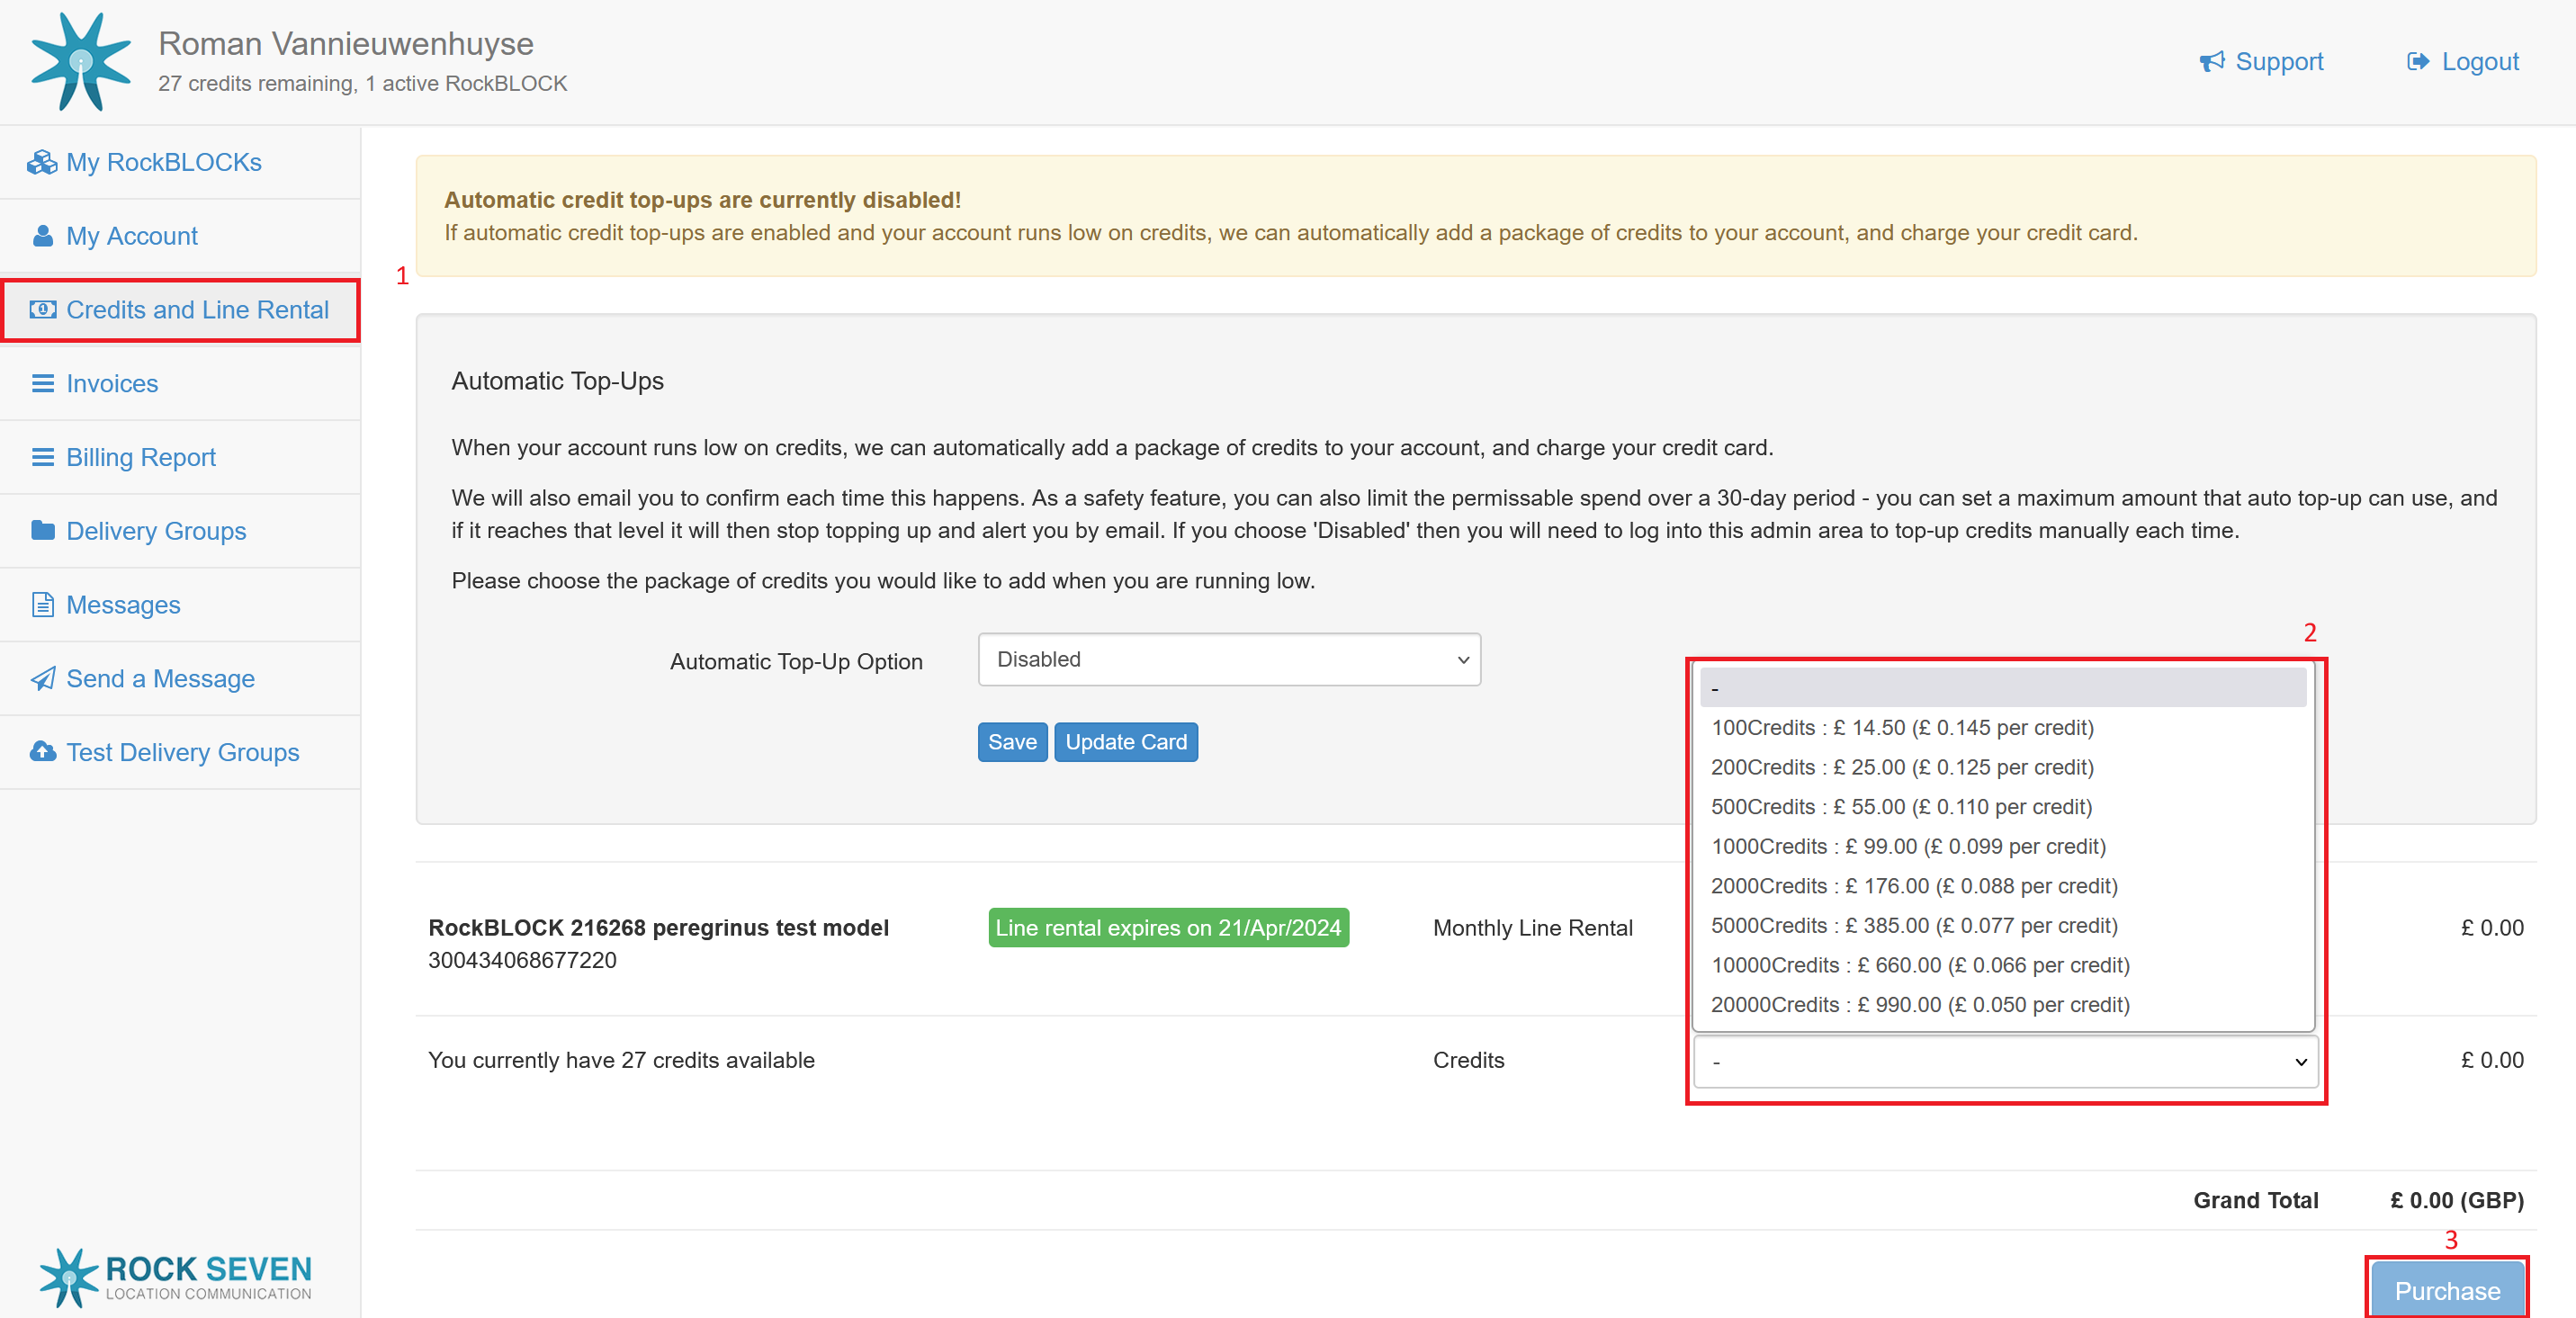 Roman Vannieuwenhuyse
27 credits remaining, 1 active RockBLOCK
Support
Logout
My RockBLOCKs
My Account
1
Credits and Line Rental
Invoices
Billing Report
Delivery Groups
Messages
Send a Message
Test Delivery Groups
Automatic credit top-ups are currently disabled!
If automatic credit top-ups are enabled and your account runs low on credits, we can automatically add a package of credits to your account, and charge your credit card.
Automatic Top-Ups
When your account runs low on credits, we can automatically add a package of credits to your account, and charge your credit card.
We will also email you to confirm each time this happens. As a safety feature, you can also limit the permissable spend over a 30-day period - you can set a maximum amount that auto top-up can use, and
if it reaches that level it will then stop topping up and alert you by email. If you choose 'Disabled' then you will need to log into this admin area to top-up credits manually each time.
Please choose the package of credits you would like to add when you are running low.
Automatic Top-Up Option
Disabled
Save
Update Card
2
-
100Credits : £ 14.50 (£ 0.145 per credit)
200Credits : £ 25.00 (£ 0.125 per credit)
500Credits : £ 55.00 (£ 0.110 per credit)
1000Credits : £ 99.00 (£ 0.099 per credit)
2000Credits : £ 176.00 (£ 0.088 per credit)
5000Credits : £ 385.00 (£ 0.077 per credit)
10000Credits : £ 660.00 (£ 0.066 per credit)
20000Credits : £ 990.00 (£ 0.050 per credit)
RockBLOCK 216268 peregrinus test model
300434068677220
Line rental expires on 21/Apr/2024
Monthly Line Rental
£ 0.00
You currently have 27 credits available
Credits
-
£ 0.00
Grand Total
£ 0.00 (GBP)
3
Purchase
ROCK SEVEN
LOCATION COMMUNICATION